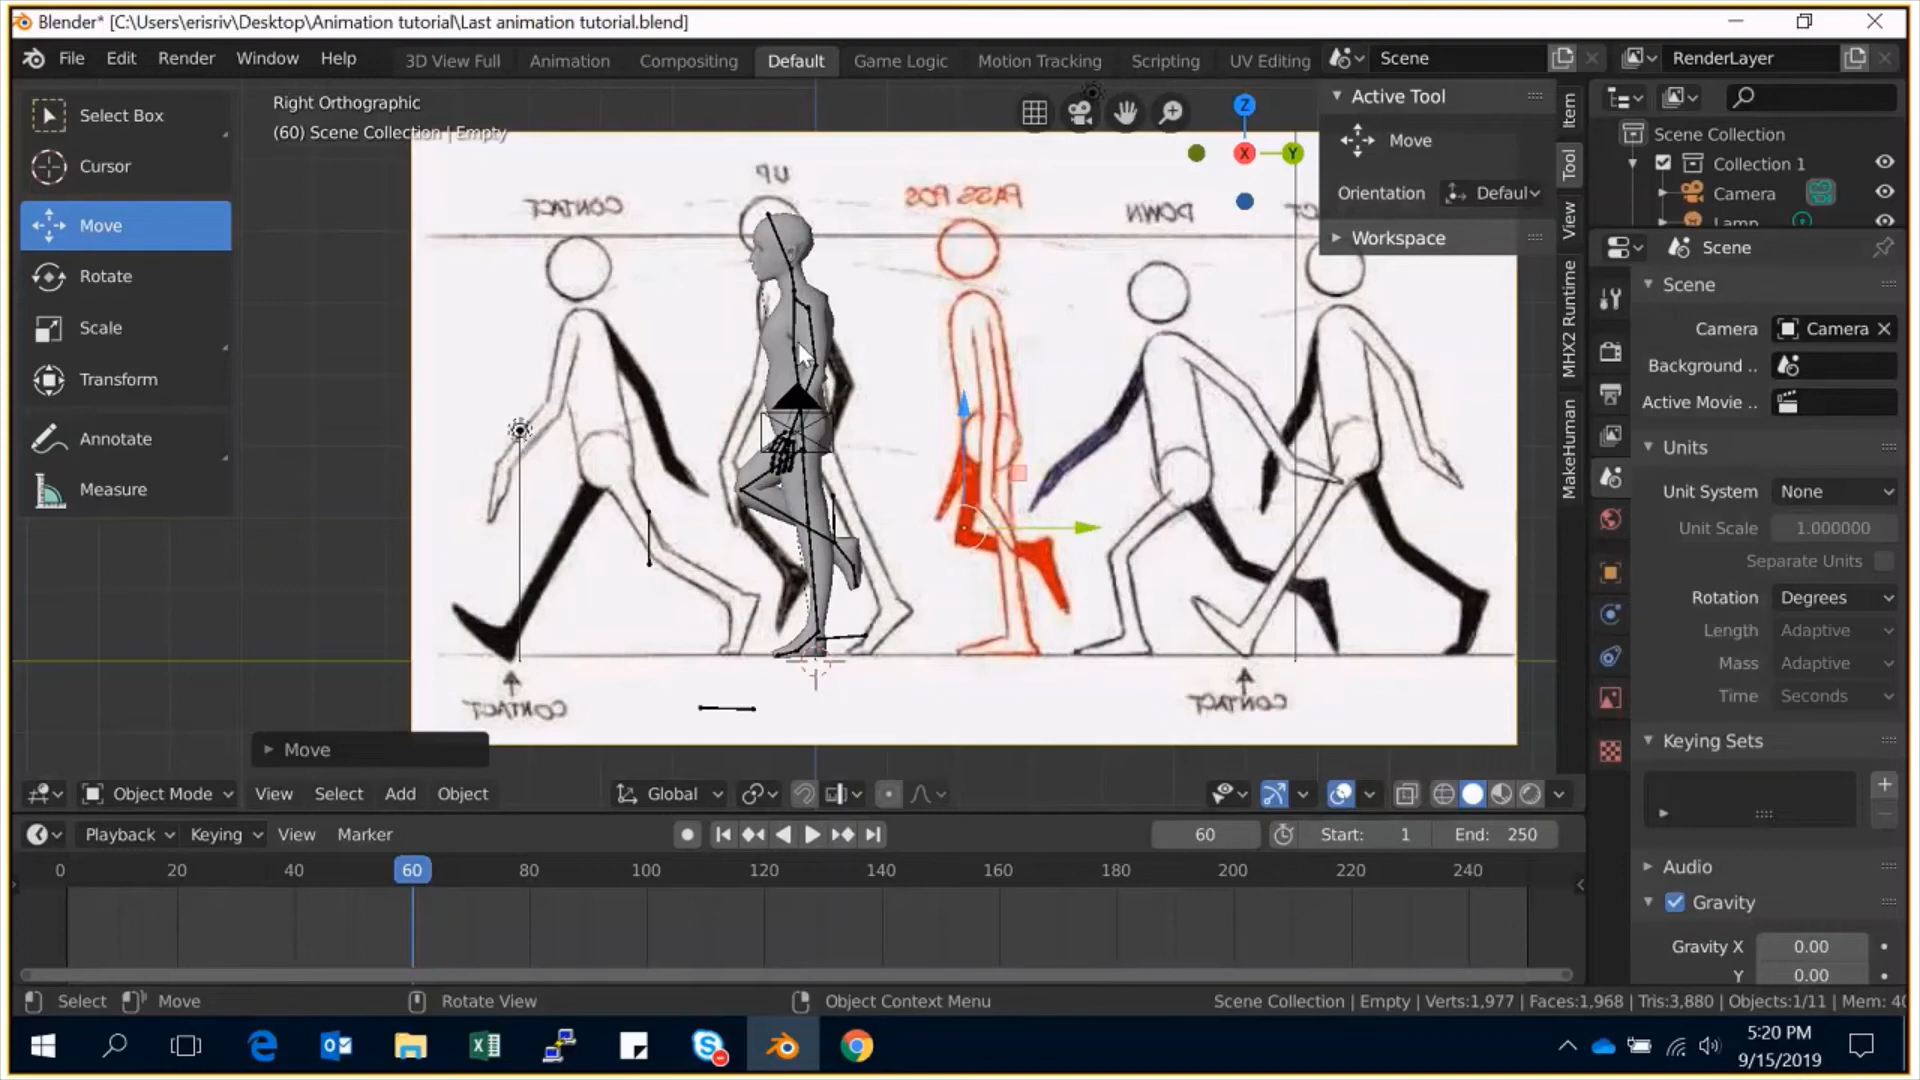 Blender* [C:\Users\erisriv\Desktop\Animation tutorial\Last animation tutorial.blend]
File Edit Render Window Help 3D View Full Animation Compositing Default Game Logic Motion Tracking Scripting UV Editing Scene RenderLayer
Select Box
Cursor
Move
Rotate
Scale
Transform
Annotate
Measure
Right Orthographic
(60) Scene Collection | Empty
Z
X
Y
CONTACT
UP
PASS POS
DOWN
CONTACT
CONTACT
Active Tool
Move
Orientation Defaul
Workspace
Item
Tool
View
MHX2 Runtime
MakeHuman
Scene Collection
Collection 1
Camera
Lamp
Scene
Scene
Camera Camera
Background ..
Active Movie ..
Units
Unit System None
Unit Scale 1.000000
Separate Units
Rotation Degrees
Length Adaptive
Mass Adaptive
Time Seconds
Keying Sets
Audio
Gravity
Gravity X 0.00
Y 0.00
Move
Object Mode View Select Add Object Global
Playback Keying View Marker 60 Start: 1 End: 250
0 20 40 60 80 100 120 140 160 180 200 220 240
Select Move Rotate View Object Context Menu Scene Collection | Empty | Verts:1,977 | Faces:1,968 | Tris:3,880 | Objects:1/11 | Mem: 40
5:20 PM
9/15/2019